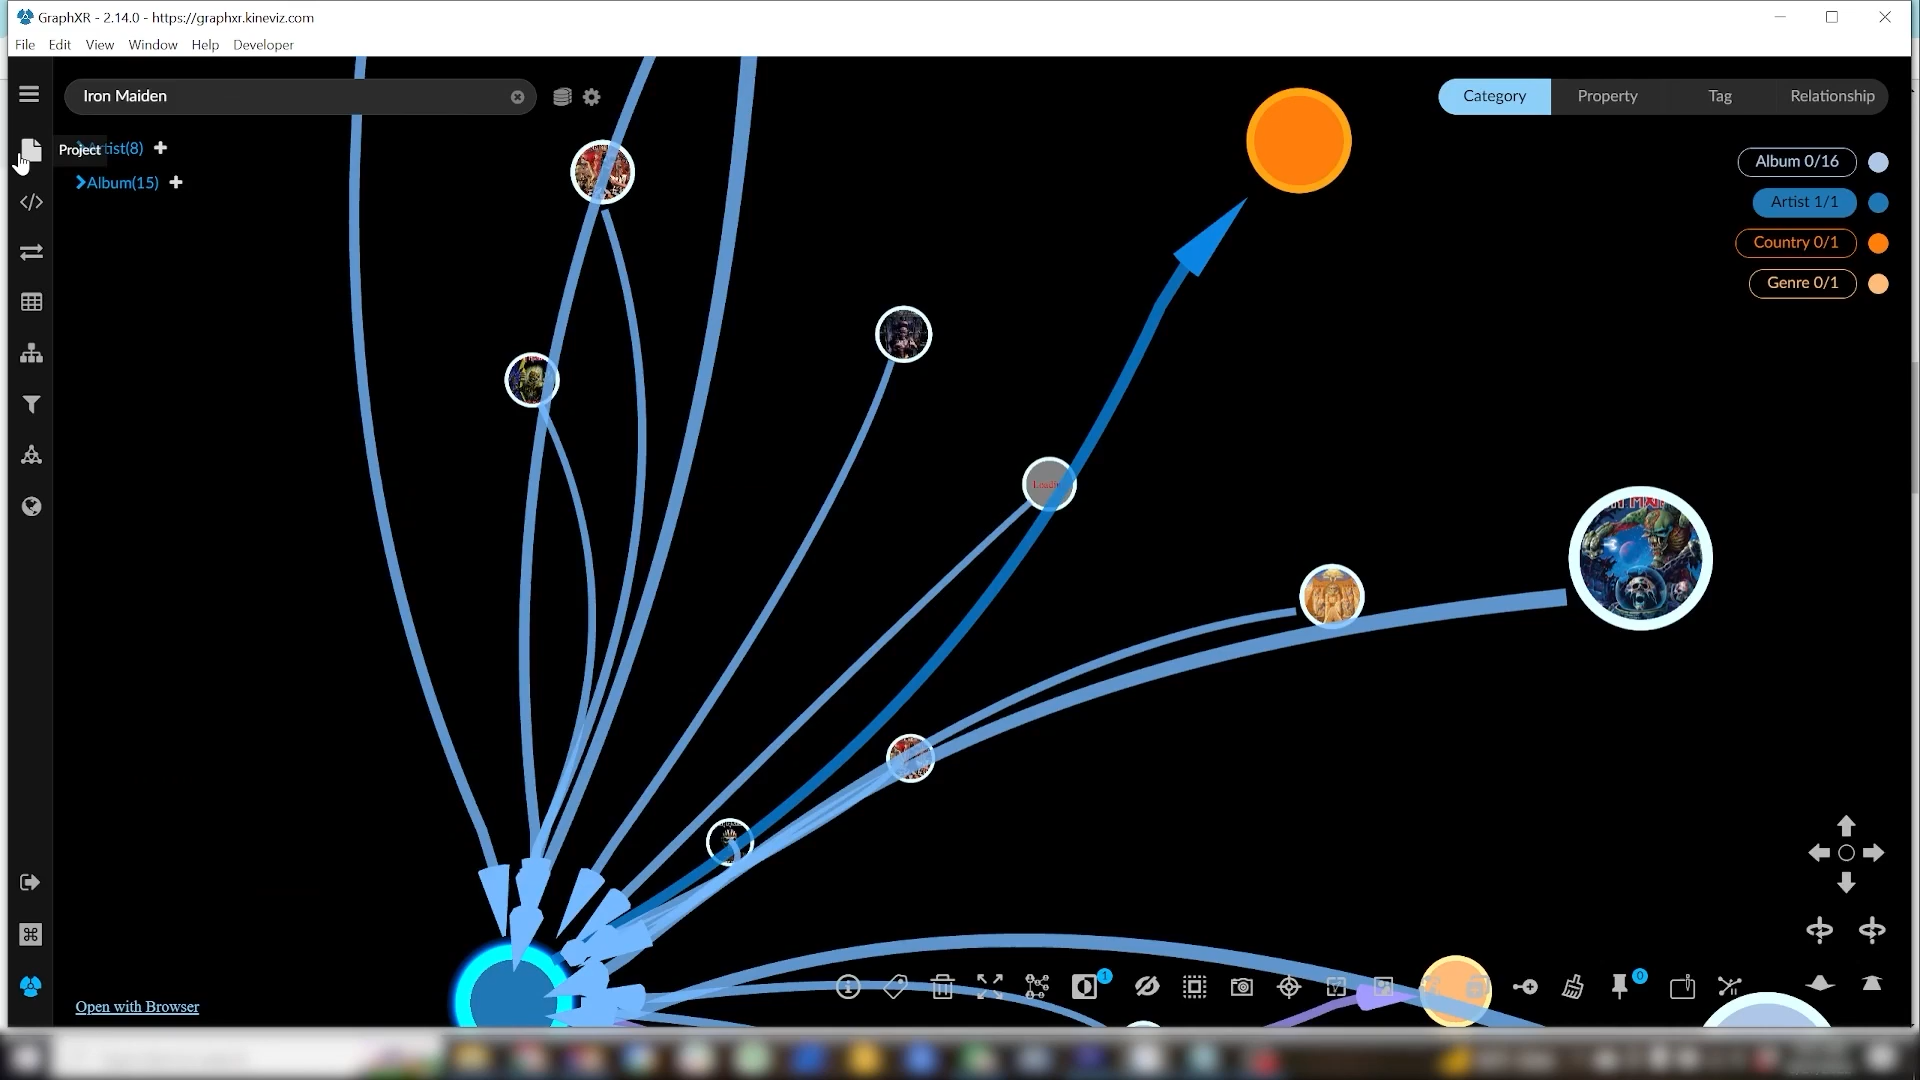 GraphXR - 2.14.0 - https://graphxr.kineviz.com
File Edit View Window Help Developer
Iron Maiden
Category Property Tag Relationship
Project
Album(15)
Album 0/16
Artist 1/1
Country 0/1
Genre 0/1
1
0
Open with Browser